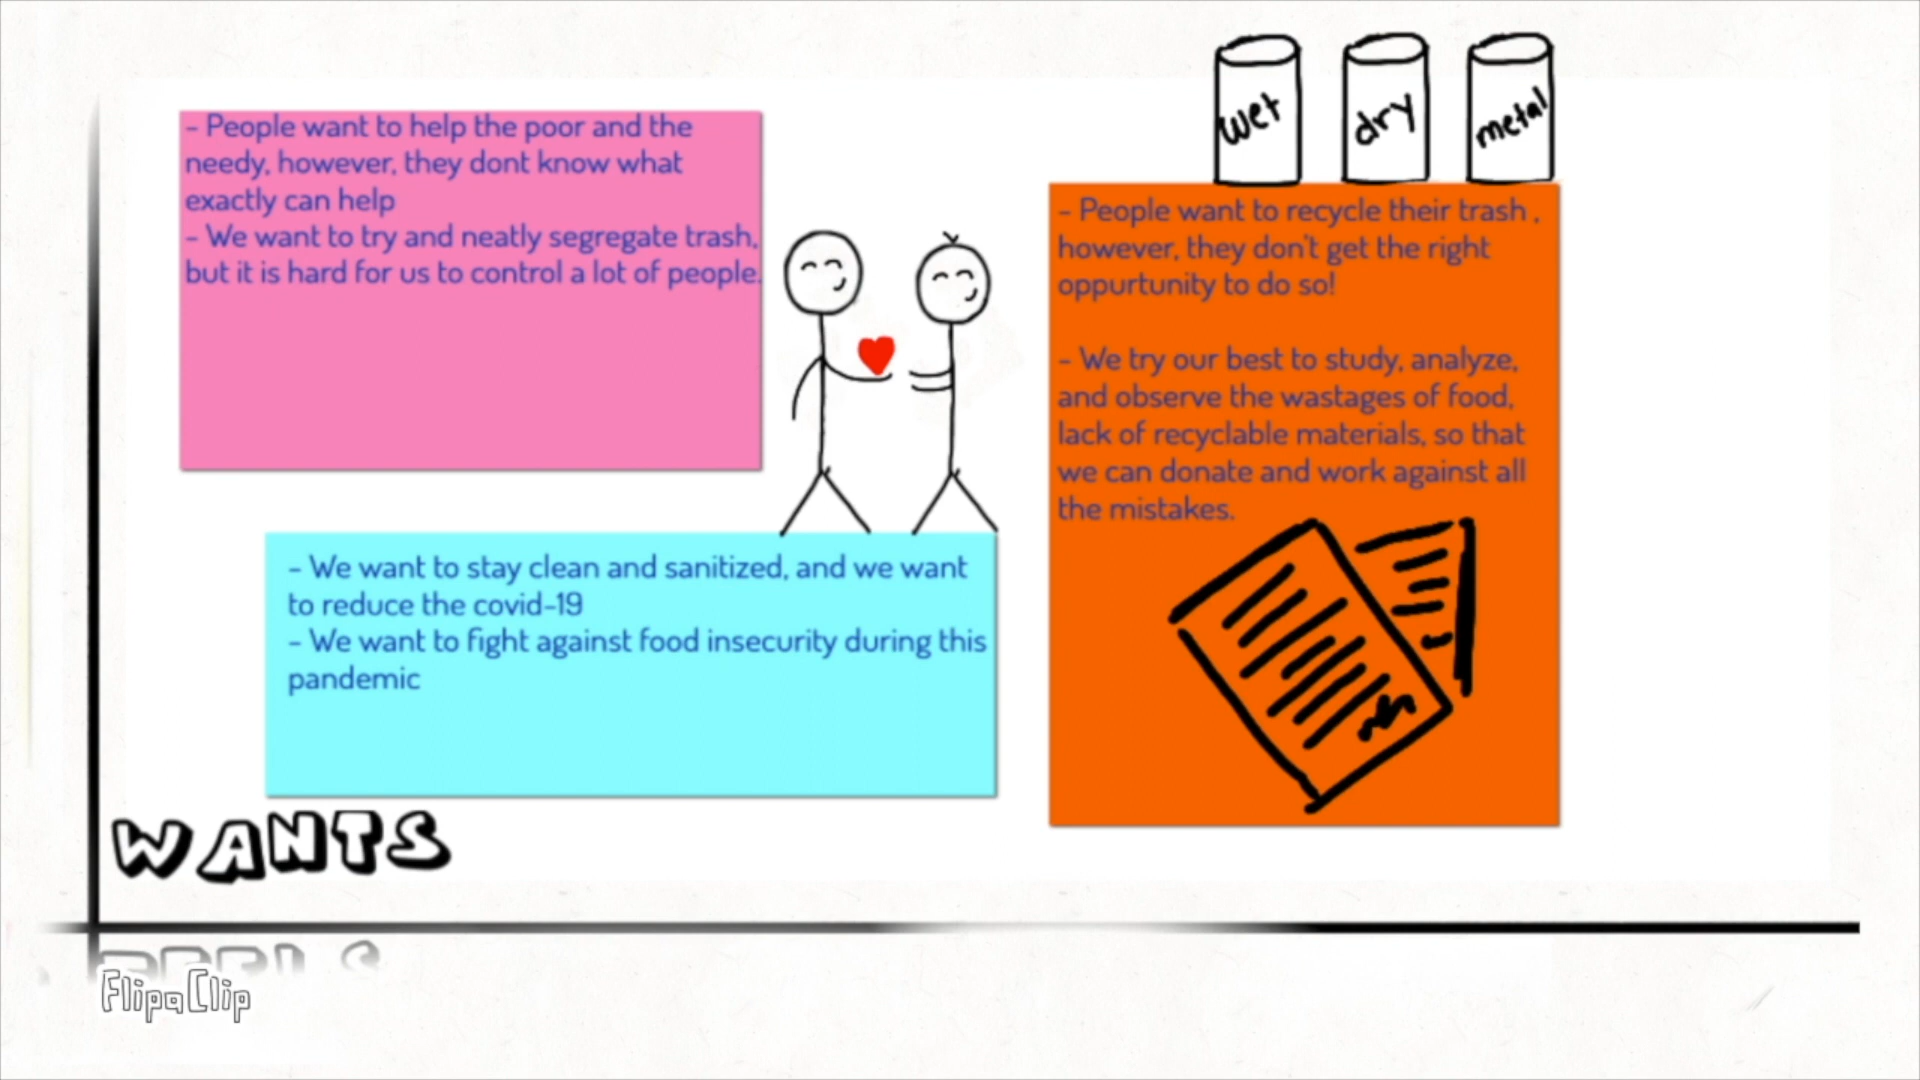 - People want to help the poor and the
needy, however, they dont know what
exactly can help
- We want to try and neatly segregate trash,
but it is hard for us to control a lot of people.
wet
dry
metal
- People want to recycle their trash ,
however, they don't get the right
oppurtunity to do so!
- We try our best to study, analyze,
and observe the wastages of food,
lack of recyclable materials, so that
we can donate and work against all
the mistakes.
- We want to stay clean and sanitized, and we want
to reduce the covid-19
- We want to fight against food insecurity during this
pandemic
WANTS
FlipaClip